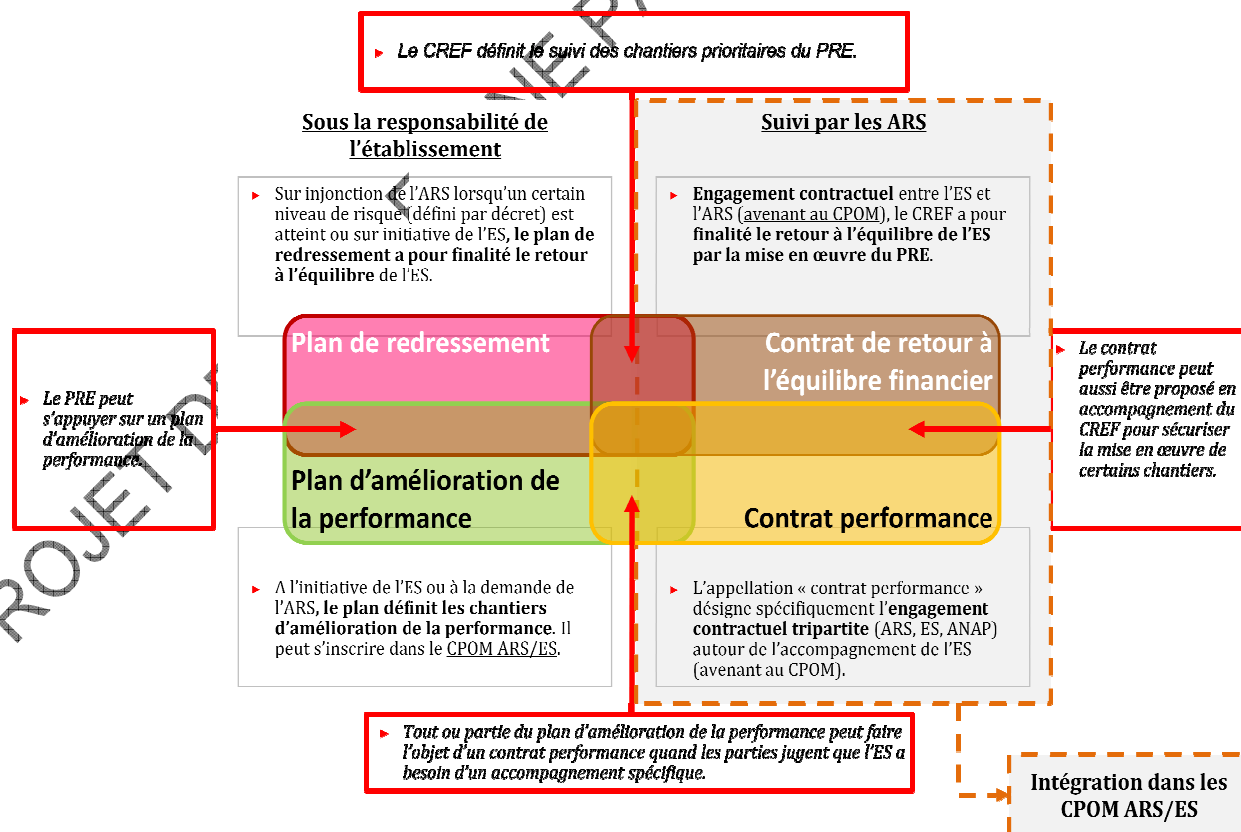 ► Le CREF définit le suivi des chantiers prioritaires du PRE.
Sous la responsabilité de
l’établissement
► Sur injonction de l’ARS lorsqu’un certain
niveau de risque (défini par décret) est
atteint ou sur initiative de l’ES, le plan de
redressement a pour finalité le retour
à l’équilibre de l’ES.
Suivi par les ARS
► Engagement contractuel entre l’ES et
l’ARS (avenant au CPOM), le CREF a pour
finalité le retour à l’équilibre de l’ES
par la mise en œuvre du PRE.
► Le PRE peut
s’appuyer sur un plan
d’amélioration de la
performance.
Plan de redressement
Contrat de retour à
l’équilibre financier
Plan d’amélioration de
la performance
Contrat performance
► Le contrat
performance peut
aussi être proposé en
accompagnement du
CREF pour sécuriser
la mise en œuvre de
certains chantiers.
► A l’initiative de l’ES ou à la demande de
l’ARS, le plan définit les chantiers
d’amélioration de la performance. Il
peut s’inscrire dans le CPOM ARS/ES.
► L’appellation « contrat performance »
désigne spécifiquement l’engagement
contractuel tripartite (ARS, ES, ANAP)
autour de l’accompagnement de l’ES
(avenant au CPOM).
► Tout ou partie du plan d’amélioration de la performance peut faire
l’objet d’un contrat performance quand les parties jugent que l’ES a
besoin d’un accompagnement spécifique.
Intégration dans les
CPOM ARS/ES